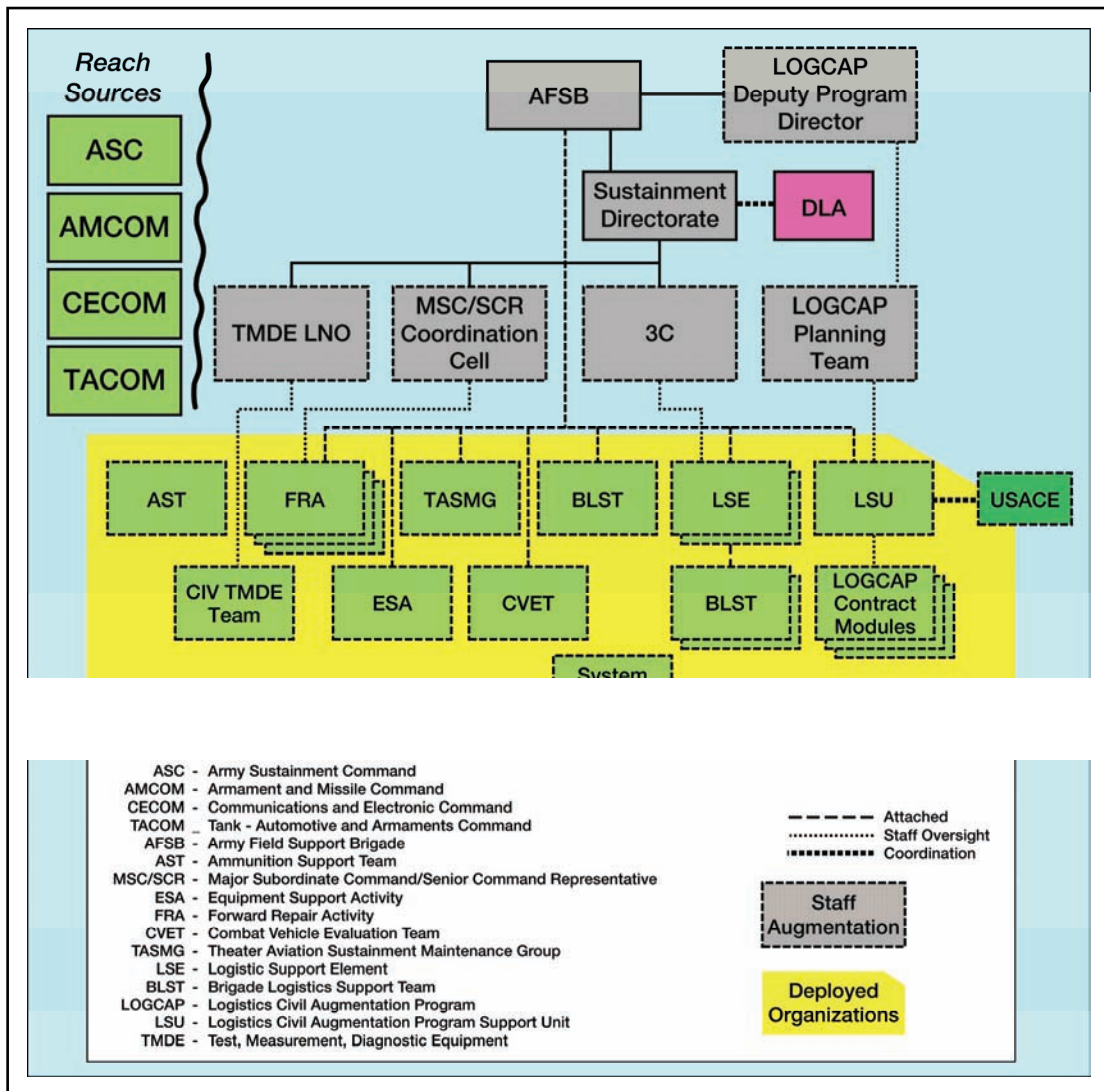 Reach
Sources
ASC
AMCOM
CECOM
TACOM
AFSB
LOGCAP
Deputy Program
Director
Sustainment
Directorate
DLA
TMDE LNO
MSC/SCR
Coordination
Cell
3C
LOGCAP
Planning
Team
AST
FRA
TASMG
BLST
LSE
LSU
USACE
CIV TMDE
Team
ESA
CVET
BLST
LOGCAP
Contract
Modules
System
ASC - Army Sustainment Command
AMCOM - Armament and Missile Command
CECOM - Communications and Electronic Command
TACOM _ Tank - Automotive and Armaments Command
AFSB - Army Field Support Brigade
AST - Ammunition Support Team
MSC/SCR - Major Subordinate Command/Senior Command Representative
ESA - Equipment Support Activity
FRA - Forward Repair Activity
CVET - Combat Vehicle Evaluation Team
TASMG - Theater Aviation Sustainment Maintenance Group
LSE - Logistic Support Element
BLST - Brigade Logistics Support Team
LOGCAP - Logistics Civil Augmentation Program
LSU - Logistics Civil Augmentation Program Support Unit
TMDE - Test, Measurement, Diagnostic Equipment
Attached
Staff Oversight
Coordination
Staff
Augmentation
Deployed
Organizations